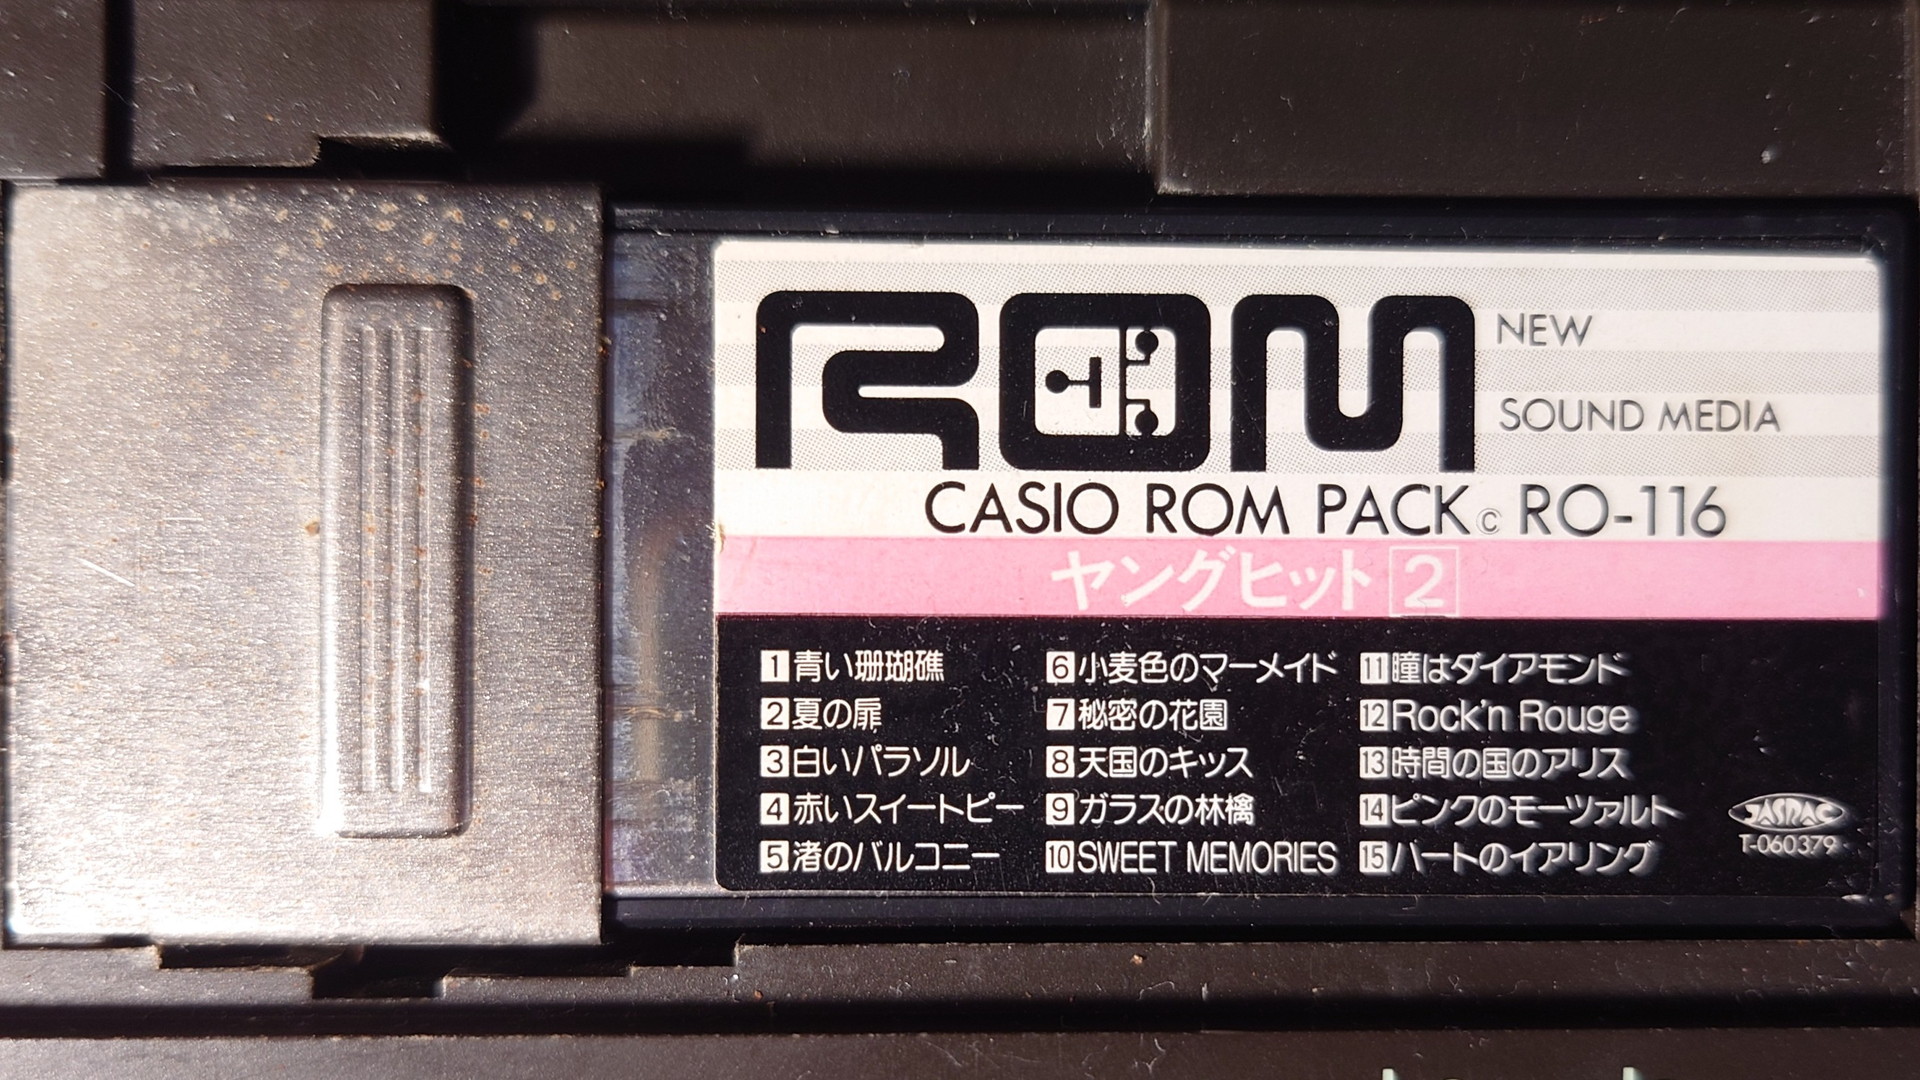 ROM
NEW
SOUND MEDIA
CASIO ROM PACK © RO-116
ヤングヒット 2
1 青い珊瑚礁
2 夏の扉
3 白いパラソル
4 赤いスイートピー
5 渚のバルコニー
6 小麦色のマーメイド
7 秘密の花園
8 天国のキッス
9 ガラスの林檎
10 SWEET MEMORIES
11 瞳はダイアモンド
12 Rock'n Rouge
13 時間の国のアリス
14 ピンクのモーツァルト
15 ハートのイアリング
JASRAC
T-060379